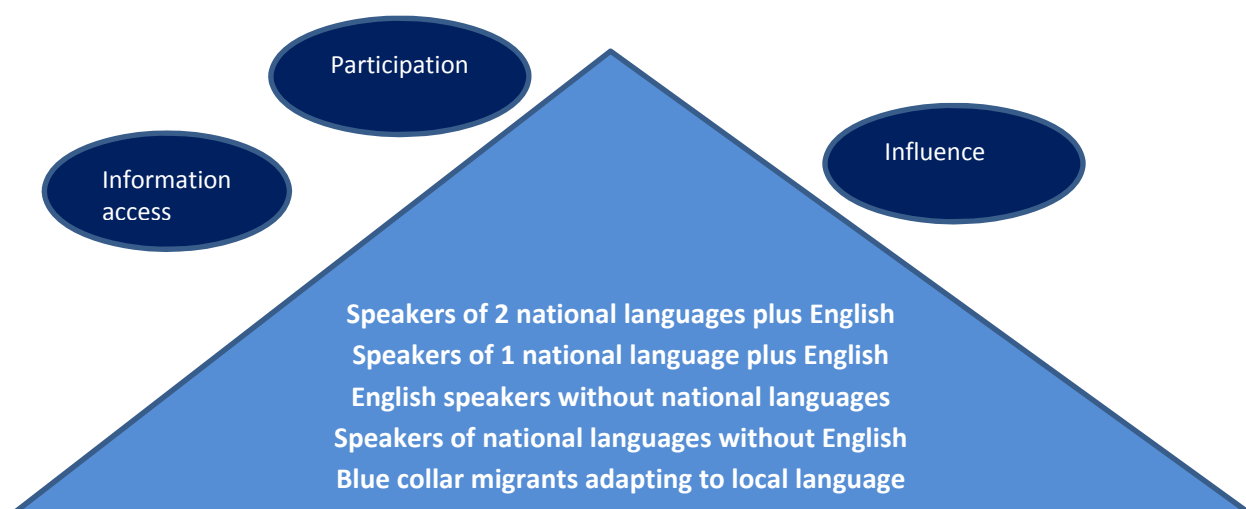 Participation
Information
access
Influence
Speakers of 2 national languages plus English
Speakers of 1 national language plus English
English speakers without national languages
Speakers of national languages without English
Blue collar migrants adapting to local language